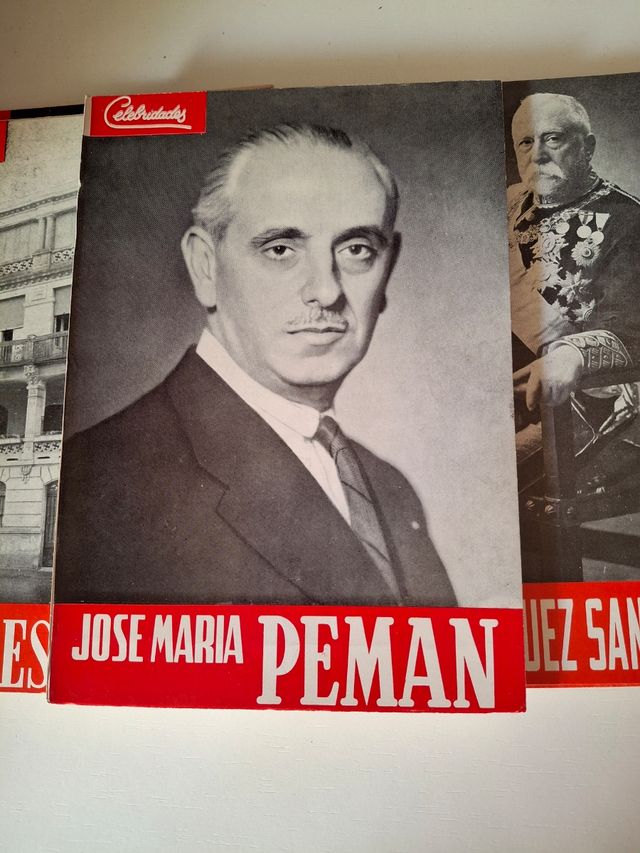 Celebridades
JOSE MARIA PEMAN
ES
UEZ SAN